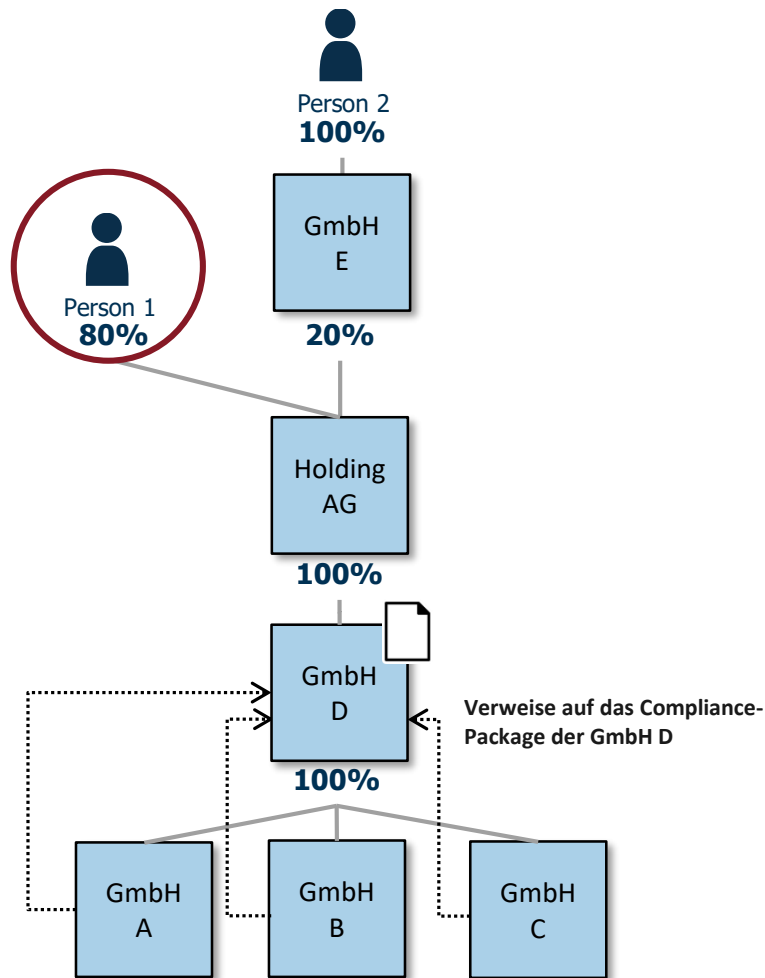 Person 2
100%
GmbH
E
Person 1
80%
20%
Holding
AG
100%
GmbH
D
Verweise auf das Compliance-
Package der GmbH D
100%
GmbH
A
GmbH
B
GmbH
C